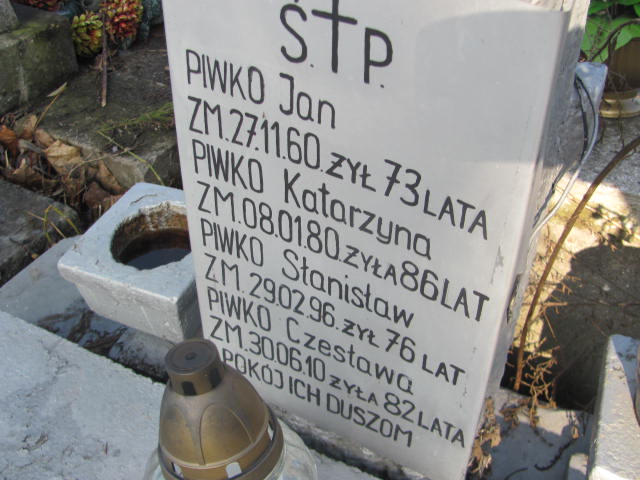 Ś.†P.
PIWKO Jan
ZM.27.11.60.ŻYŁ 73 LATA
PIWKO Katarzyna
ZM.08.01.80.ŻYŁA 86 LAT
PIWKO Stanisław
ZM.29.02.96.ŻYŁ 76 LAT
PIWKO Czesława
ZM.30.06.10 ŻYŁA 82 LATA
POKÓJ ICH DUSZOM